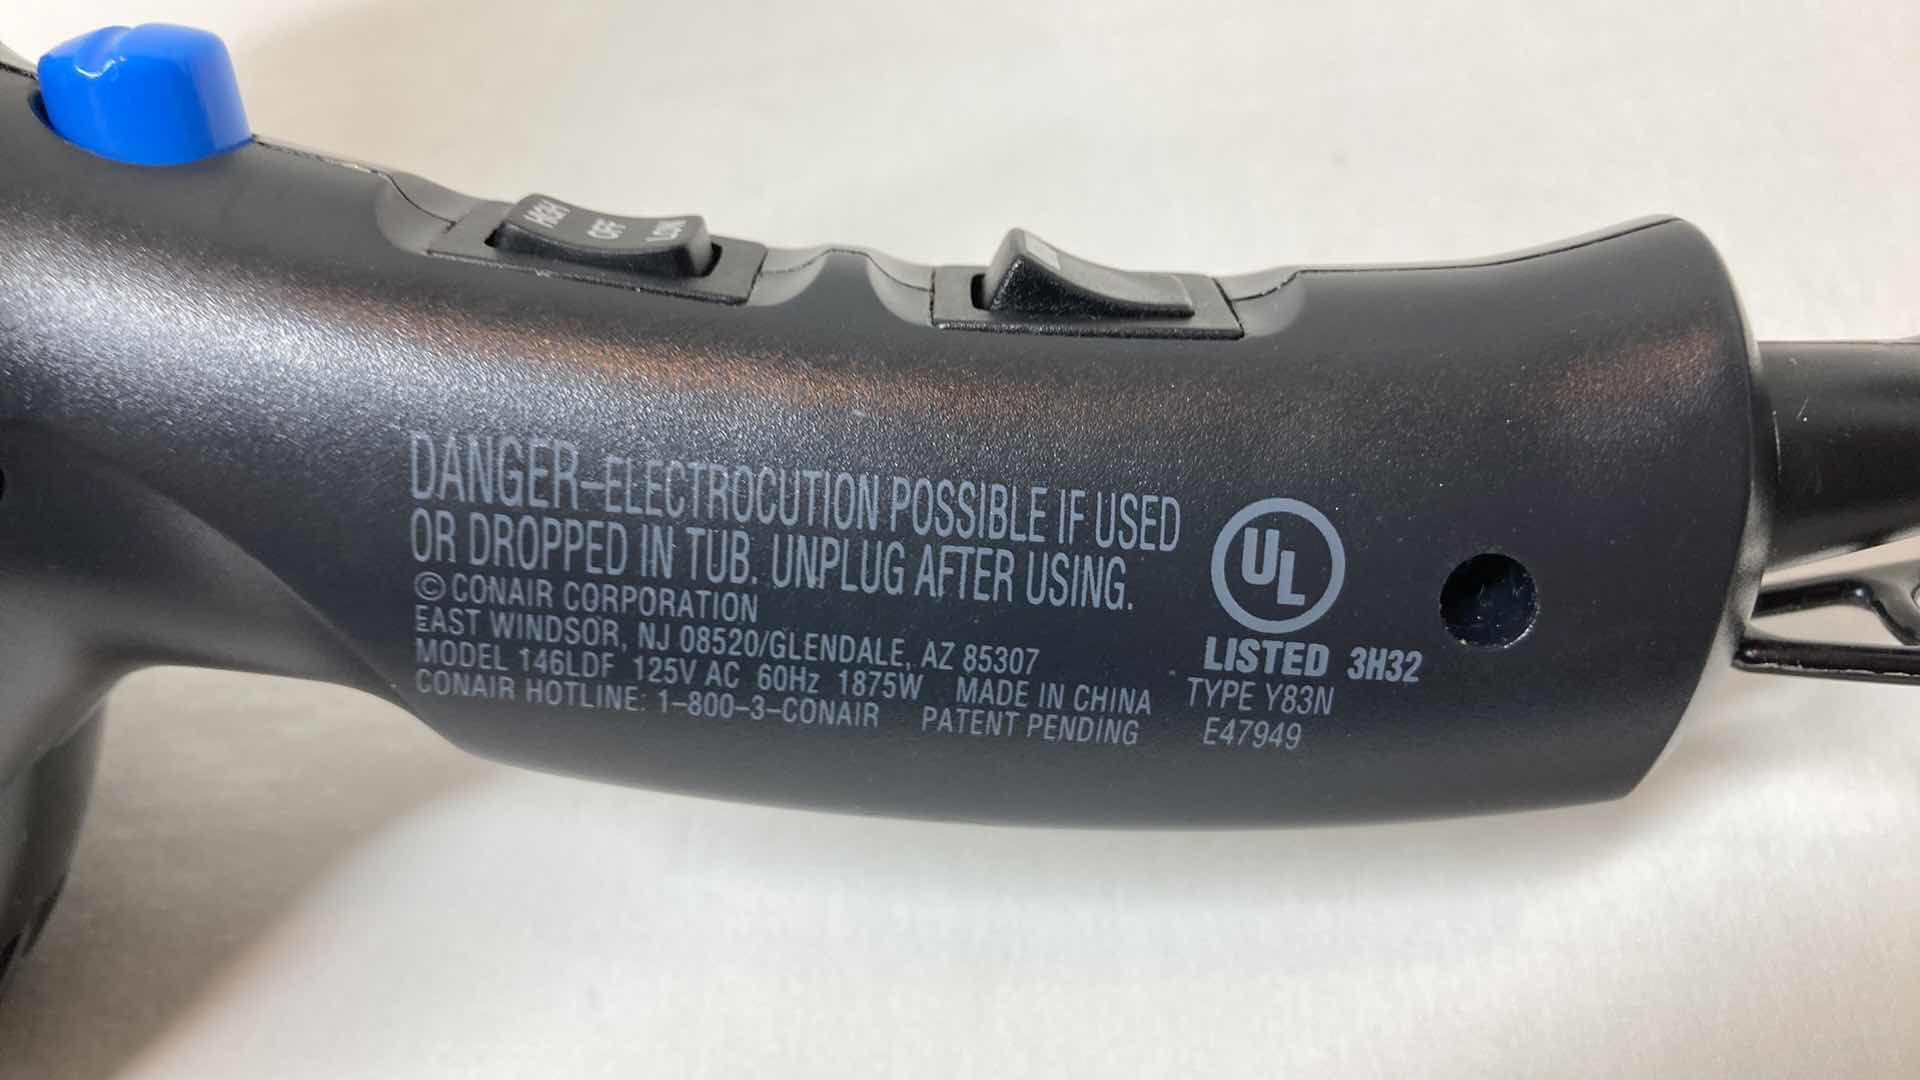 HIGH
OFF
LOW
DANGER-ELECTROCUTION POSSIBLE IF USED
OR DROPPED IN TUB. UNPLUG AFTER USING.
© CONAIR CORPORATION
EAST WINDSOR, NJ 08520/GLENDALE, AZ 85307
MODEL 146LDF 125V AC 60Hz 1875W MADE IN CHINA
CONAIR HOTLINE: 1-800-3-CONAIR PATENT PENDING
UL
LISTED 3H32
TYPE Y83N
E47949